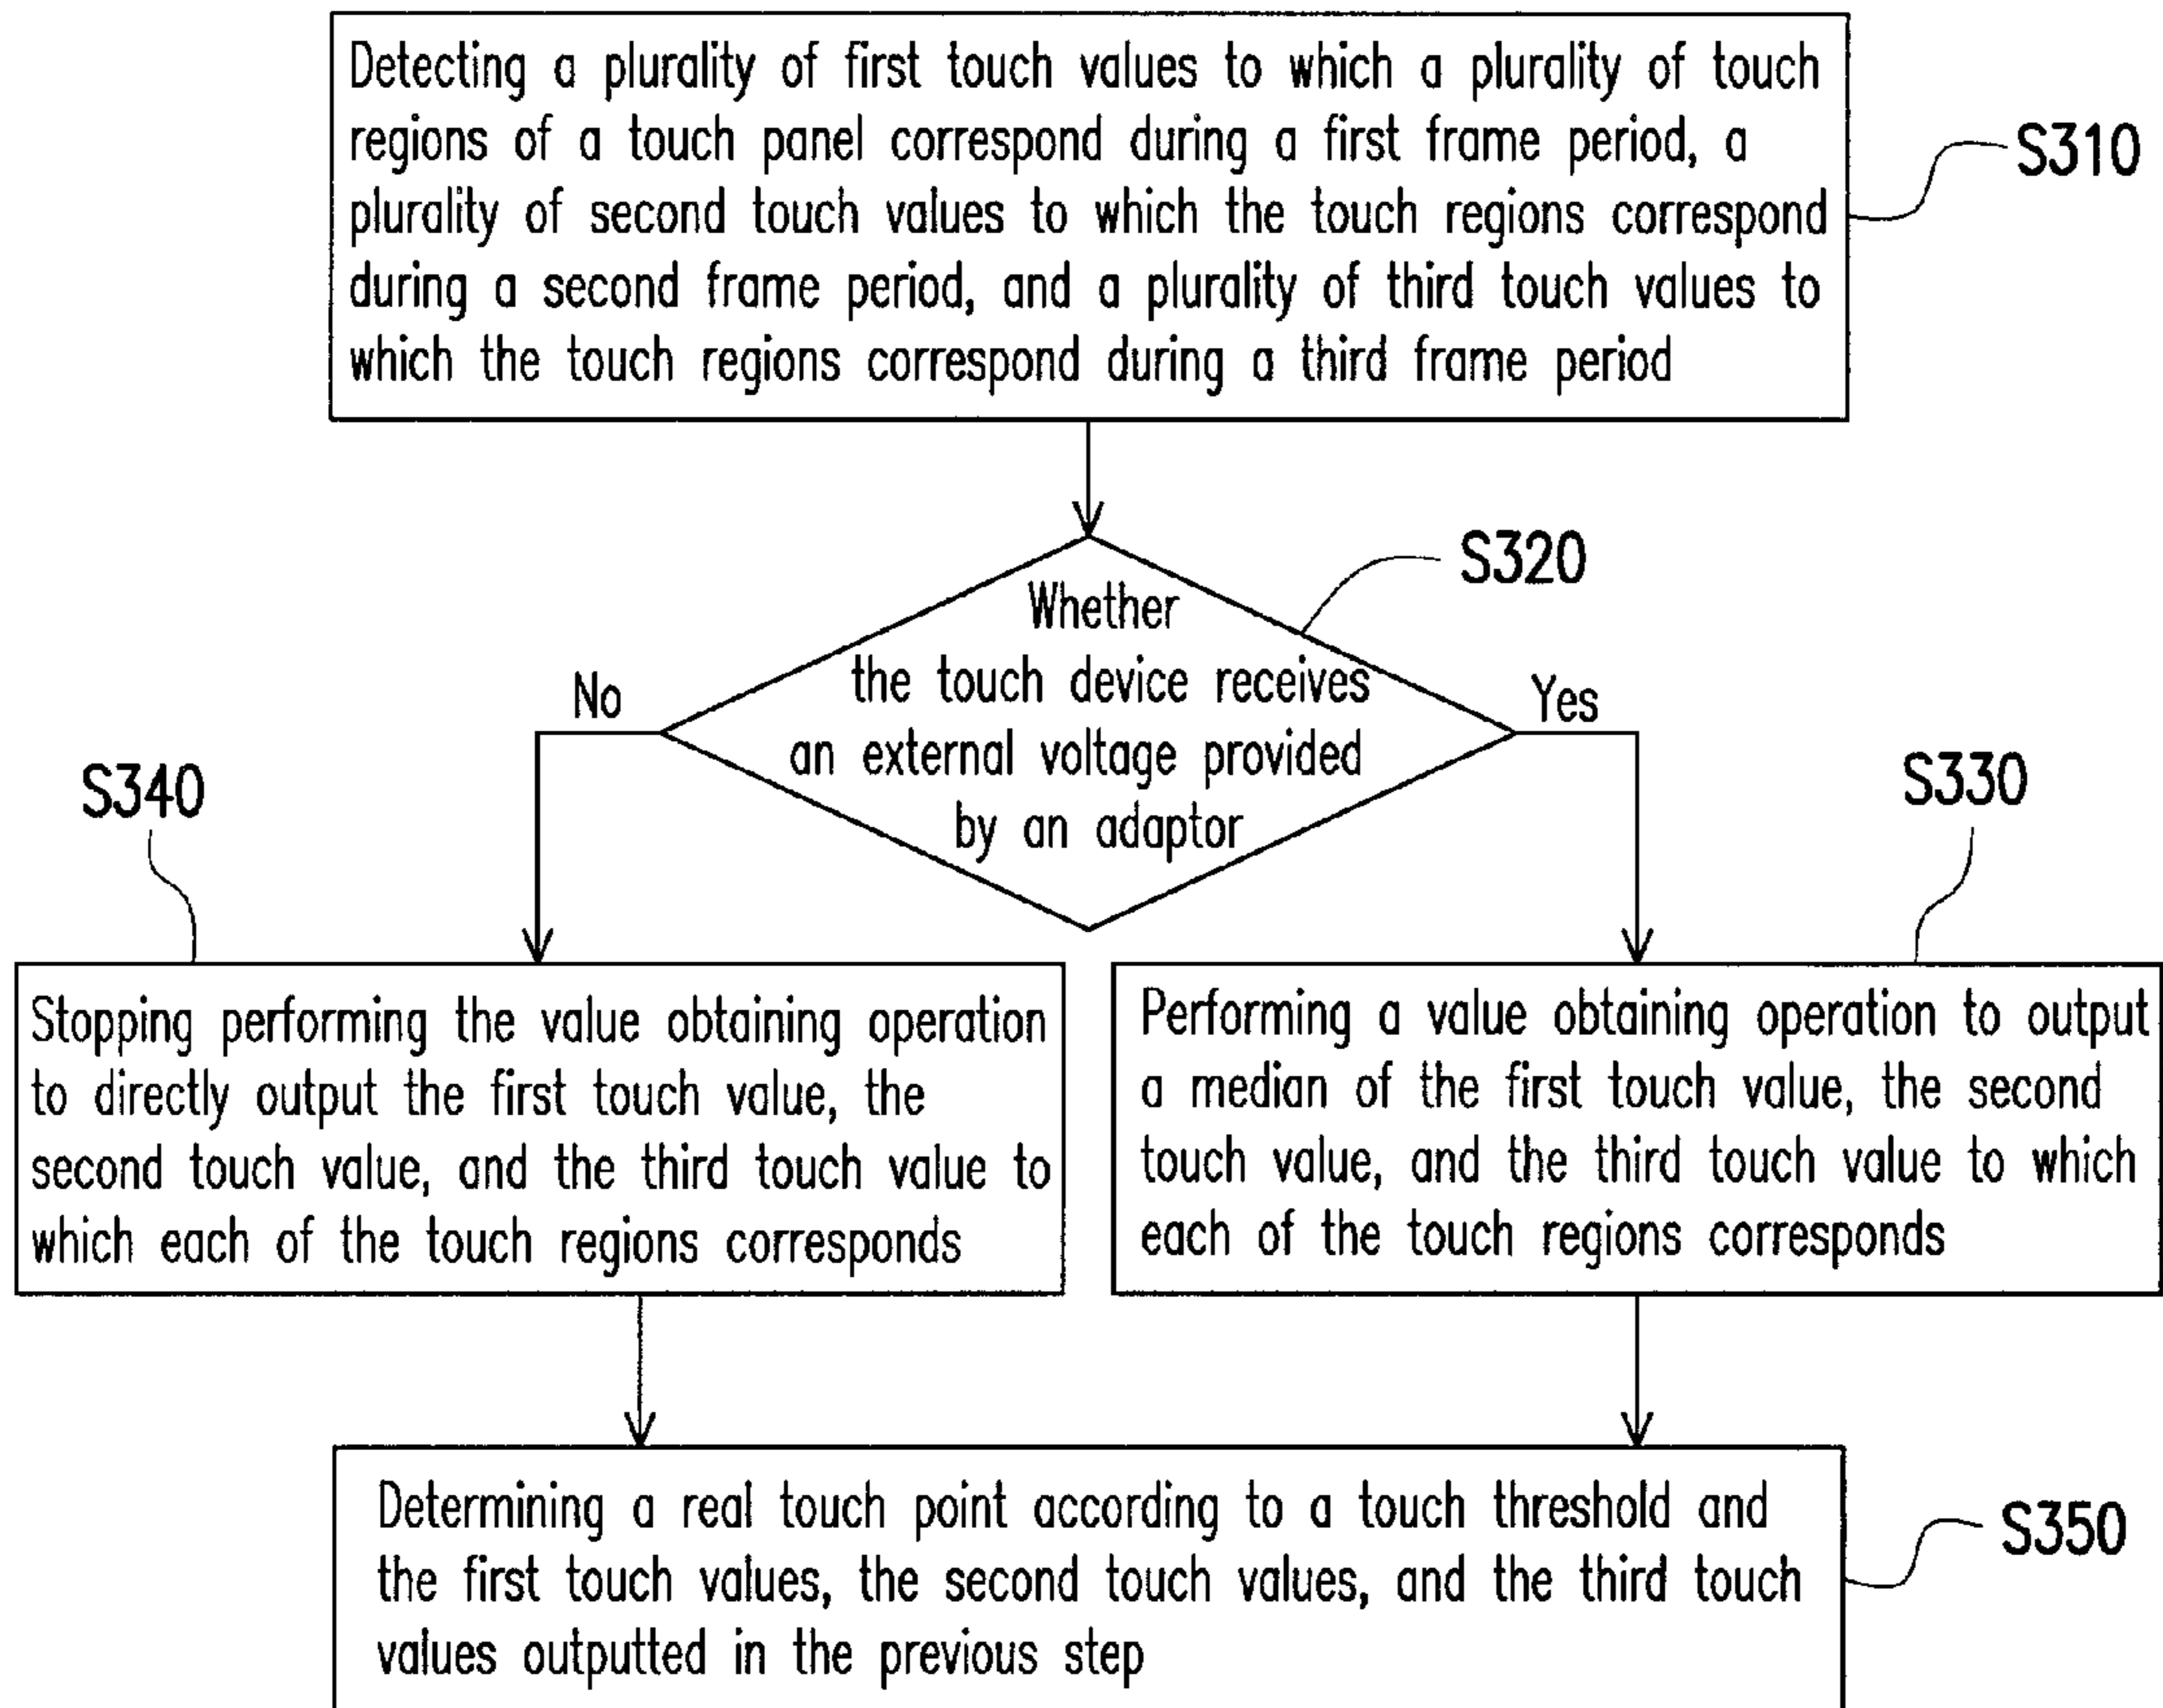 Detecting a plurality of first touch values to which a plurality of touch
regions of a touch panel correspond during a first frame period, a
plurality of second touch values to which the touch regions correspond
during a second frame period, and a plurality of third touch values to
which the touch regions correspond during a third frame period
S310
S320
Whether
the touch device receives
an external voltage provided
by an adaptor
No
Yes
S340
S330
Stopping performing the value obtaining operation
to directly output the first touch value, the
second touch value, and the third touch value to
which each of the touch regions corresponds
Performing a value obtaining operation to output
a median of the first touch value, the second
touch value, and the third touch value to which
each of the touch regions corresponds
Determining a real touch point according to a touch threshold and
the first touch values, the second touch values, and the third touch
values outputted in the previous step
S350